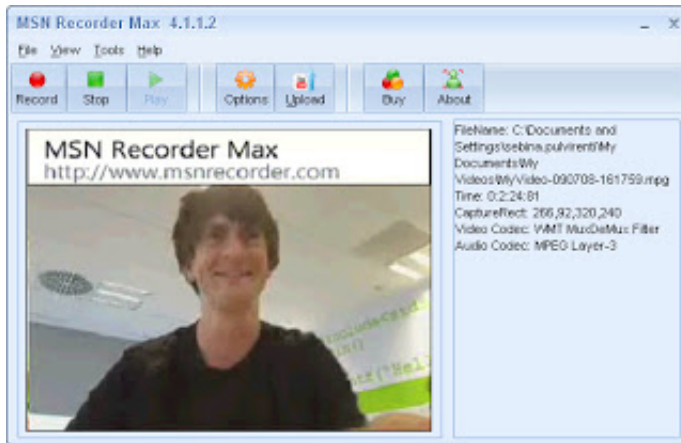 MSN Recorder Max 4.1.1.2
File View Tools Help
Record Stop Play Options Upload Buy About
MSN Recorder Max
http://www.msnrecorder.com
FileName: C:\Documents and
Settings\sebina.pulvirenti\My
Documents\My
Videos\MyVideo-090708-161759.mpg
Time: 0:2:24:81
CaptureRect: 266,92,320,240
Video Codec: WMT MuxDeMux Filter
Audio Codec: MPEG Layer-3
include<std
("Hell